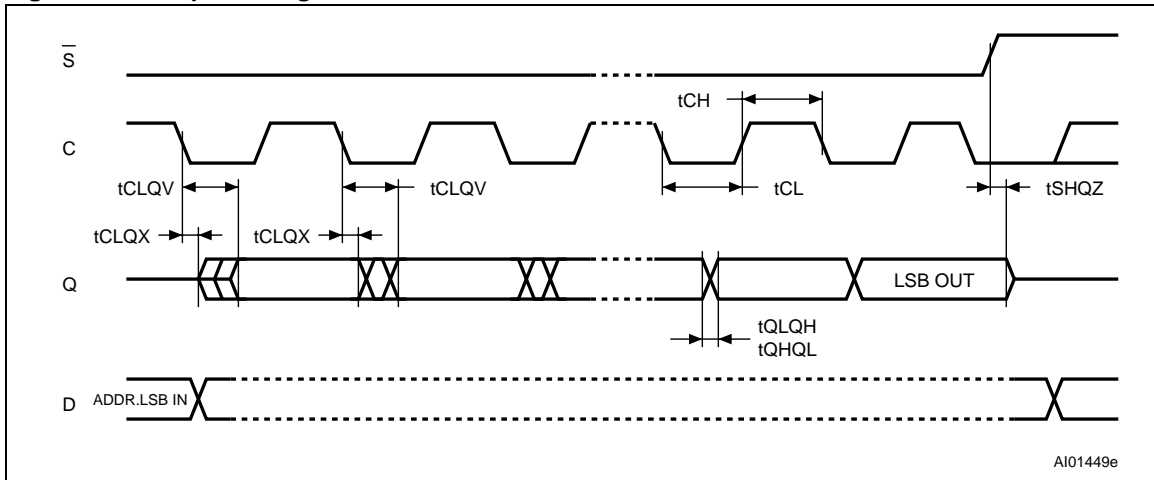 S
tCH
C
tCLQV
tCLQV
tCL
tSHQZ
tCLQX
tCLQX
Q
LSB OUT
tQLQH
tQHQL
D
ADDR.LSB IN
AI01449e